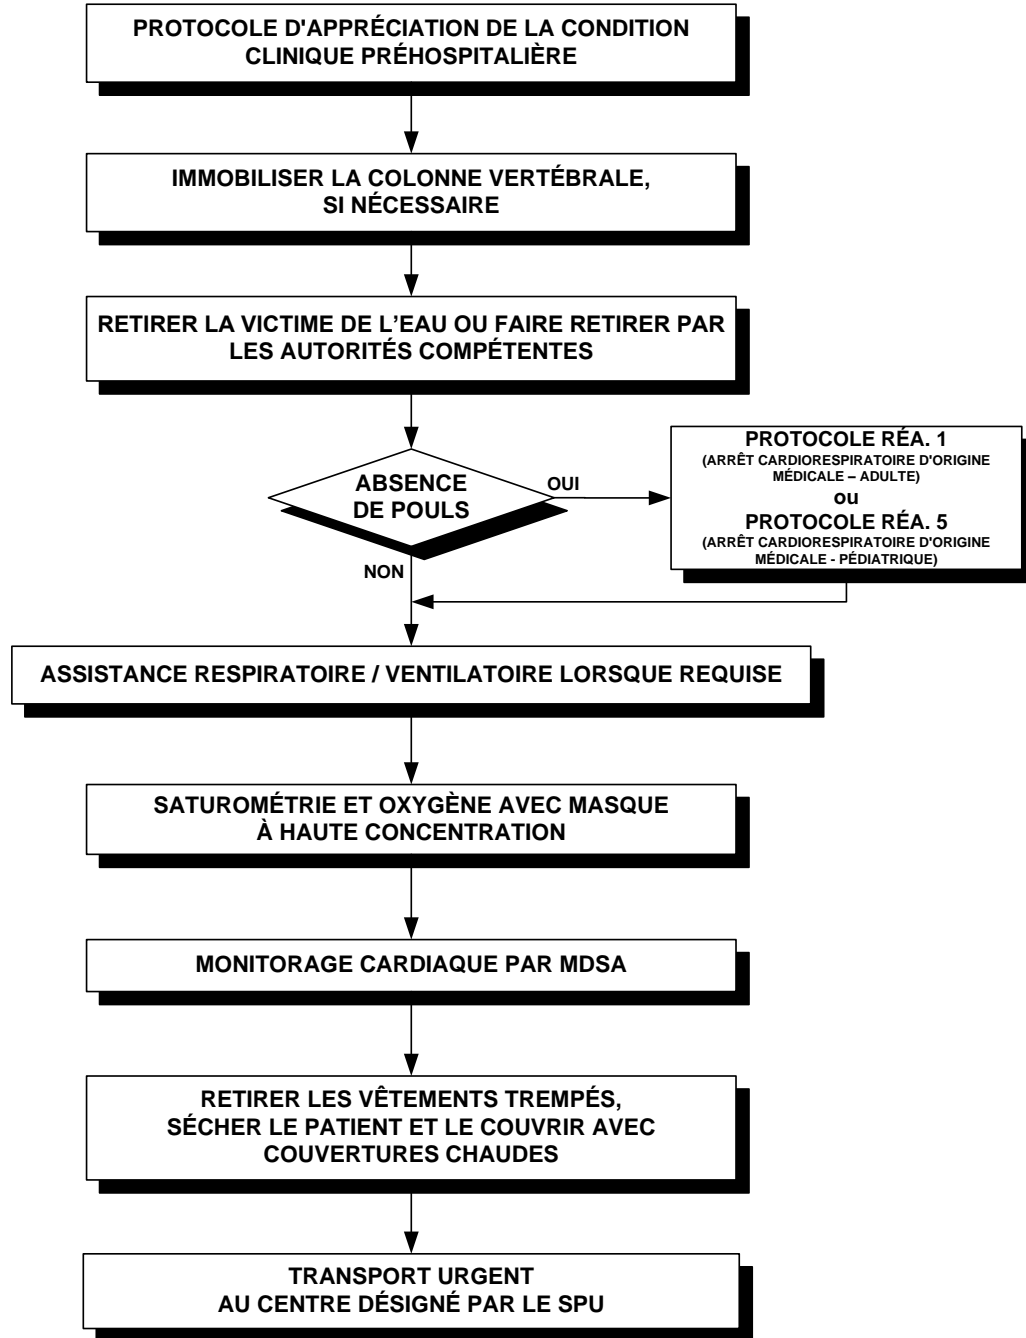 PROTOCOLE D'APPRÉCIATION DE LA CONDITION
CLINIQUE PRÉHOSPITALIÈRE
IMMOBILISER LA COLONNE VERTÉBRALE,
SI NÉCESSAIRE
RETIRER LA VICTIME DE L’EAU OU FAIRE RETIRER PAR
LES AUTORITÉS COMPÉTENTES
ABSENCE
DE POULS
OUI
PROTOCOLE RÉA. 1
(ARRÊT CARDIORESPIRATOIRE D'ORIGINE
MÉDICALE – ADULTE)
ou
PROTOCOLE RÉA. 5
(ARRÊT CARDIORESPIRATOIRE D'ORIGINE
MÉDICALE - PÉDIATRIQUE)
NON
ASSISTANCE RESPIRATOIRE / VENTILATOIRE LORSQUE REQUISE
SATUROMÉTRIE ET OXYGÈNE AVEC MASQUE
À HAUTE CONCENTRATION
MONITORAGE CARDIAQUE PAR MDSA
RETIRER LES VÊTEMENTS TREMPÉS,
SÉCHER LE PATIENT ET LE COUVRIR AVEC
COUVERTURES CHAUDES
TRANSPORT URGENT
AU CENTRE DÉSIGNÉ PAR LE SPU